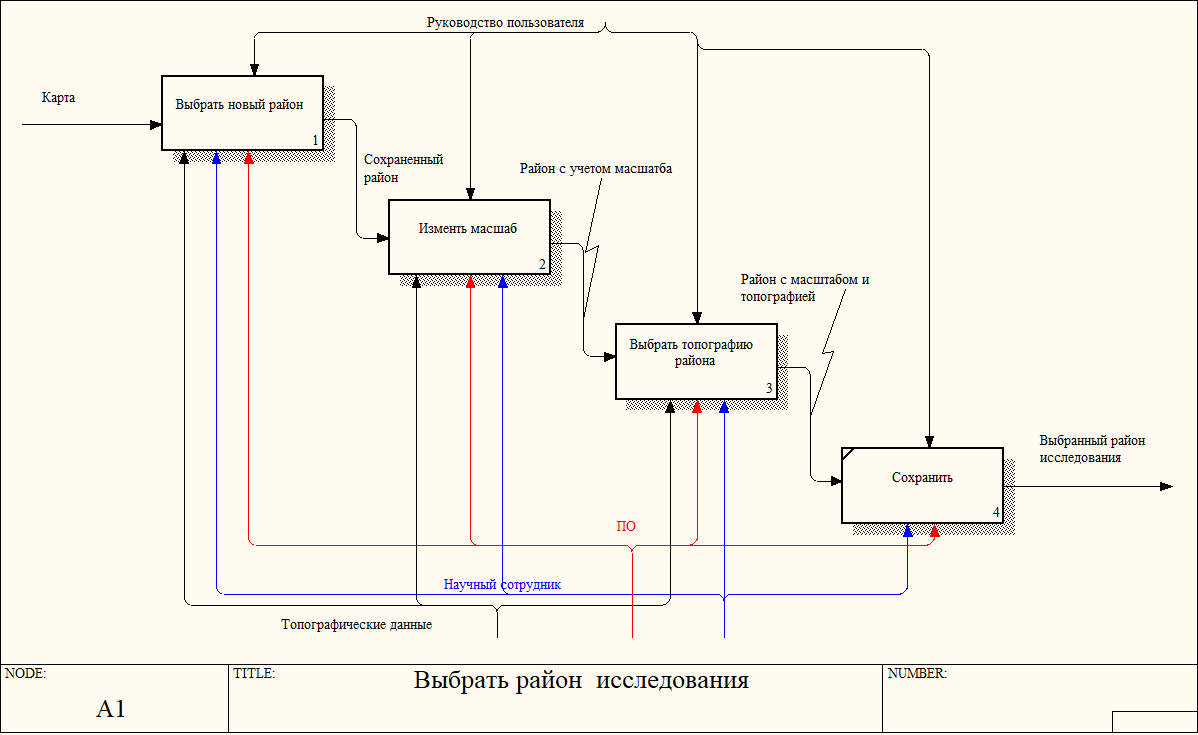 Руководство пользователя
Карта
Выбрать новый район
1
Сохраненный
район
Район с учетом масшатба
Изменть масшаб
2
Район с масштабом и
топографией
Выбрать топографию
района
3
Выбранный район
исследования
Сохранить
4
ПО
Научный сотрудник
Топографические данные
NODE:
TITLE:
NUMBER:
A1
Выбрать район исследования